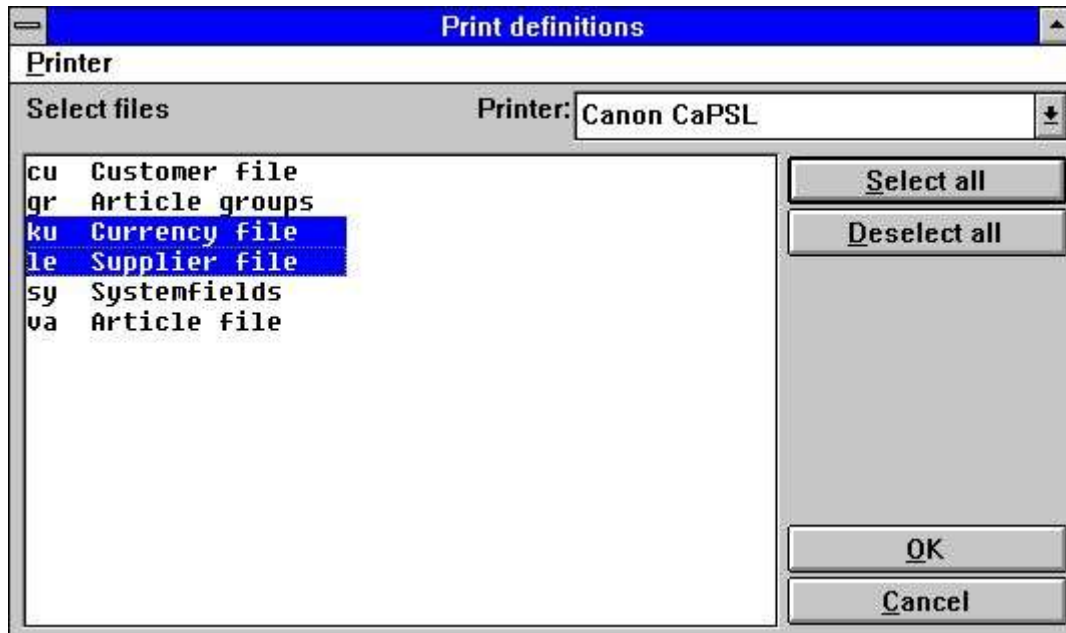 Print definitions
Printer
Select files
Printer: Canon CaPSL
cu Customer file
gr Article groups
ku Currency file
le Supplier file
sy Systemfields
va Article file
Select all
Deselect all
OK
Cancel